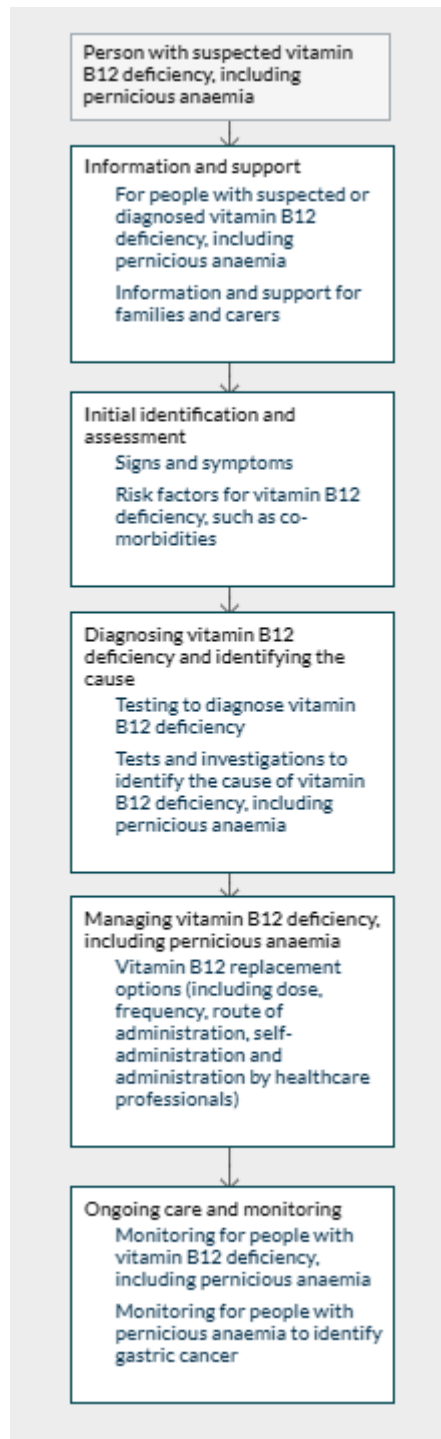 Person with suspected vitamin
B12 deficiency, including
pernicious anaemia
Information and support
For people with suspected or
diagnosed vitamin B12
deficiency, including
pernicious anaemia
Information and support for
families and carers
Initial identification and
assessment
Signs and symptoms
Risk factors for vitamin B12
deficiency, such as co-
morbidities
Diagnosing vitamin B12
deficiency and identifying the
cause
Testing to diagnose vitamin
B12 deficiency
Tests and investigations to
identify the cause of vitamin
B12 deficiency, including
pernicious anaemia
Managing vitamin B12 deficiency,
including pernicious anaemia
Vitamin B12 replacement
options (including dose,
frequency, route of
administration, self-
administration and
administration by healthcare
professionals)
Ongoing care and monitoring
Monitoring for people with
vitamin B12 deficiency,
including pernicious anaemia
Monitoring for people with
pernicious anaemia to identify
gastric cancer